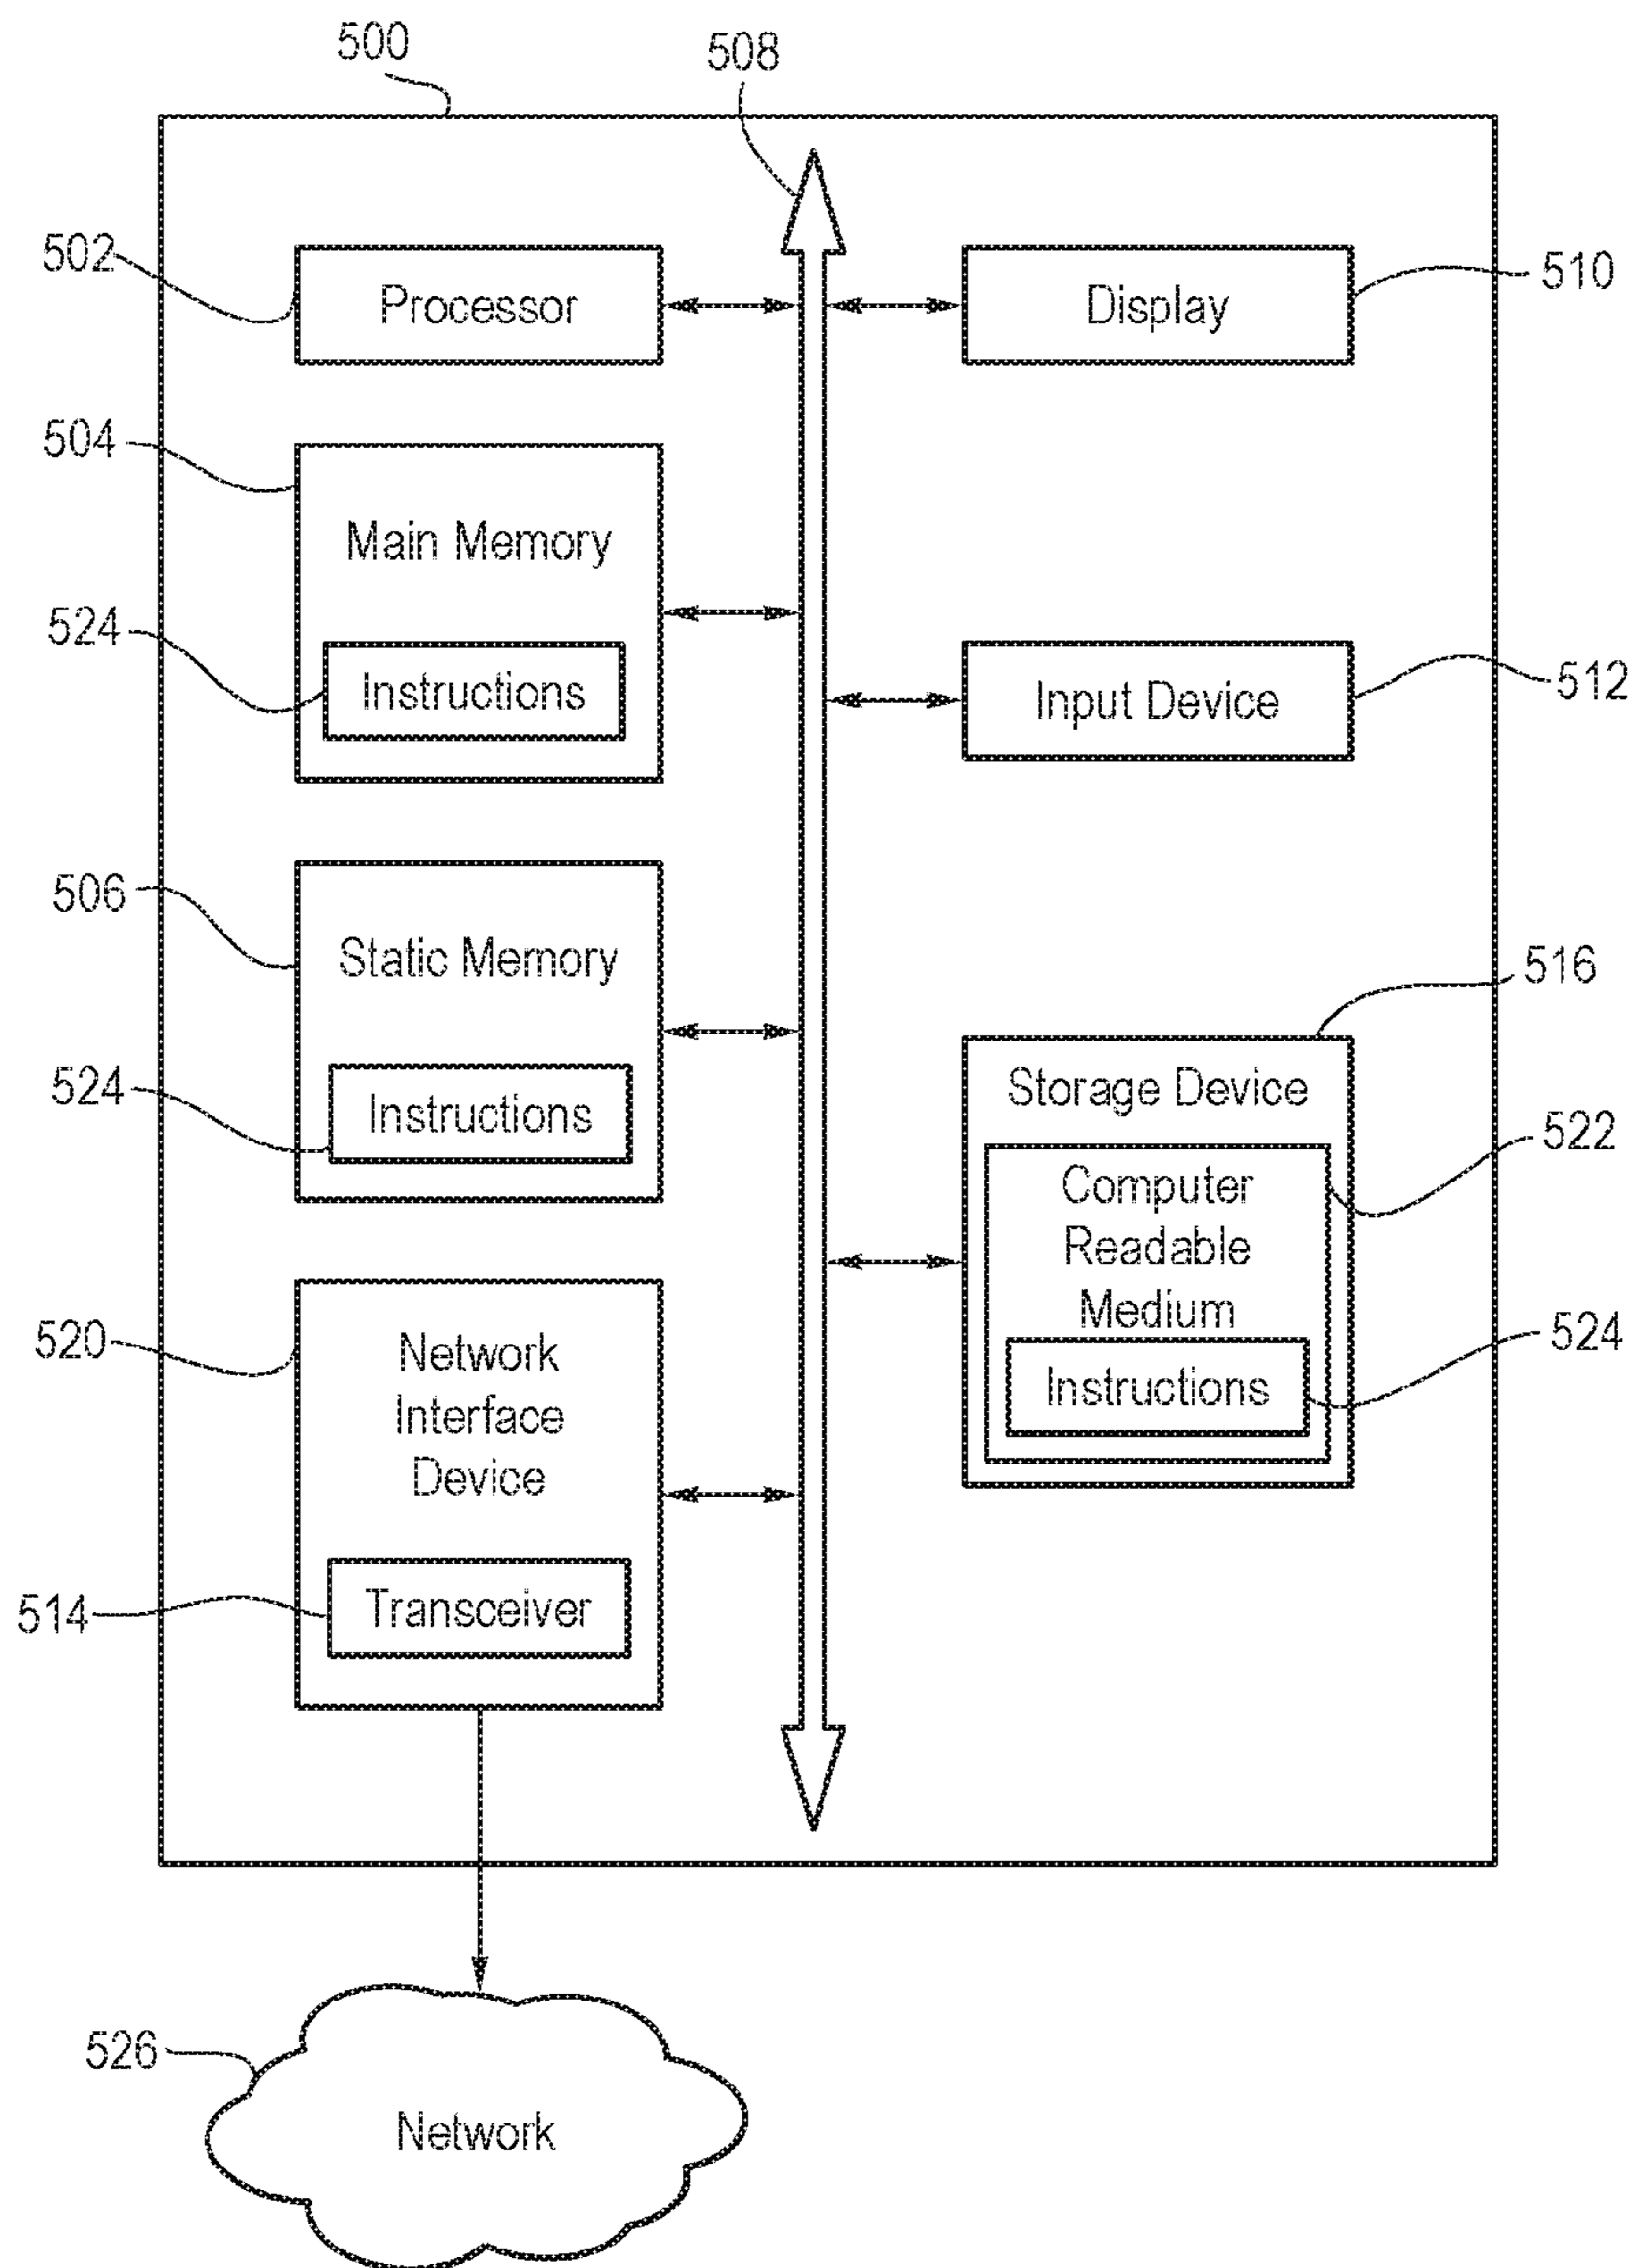 500
508
502
Processor
Display
510
504
Main Memory
524
Instructions
Input Device
512
506
Static Memory
524
Instructions
516
Storage Device
522
Computer
Readable
Medium
524
Instructions
520
Network
Interface
Device
514
Transceiver
526
Network